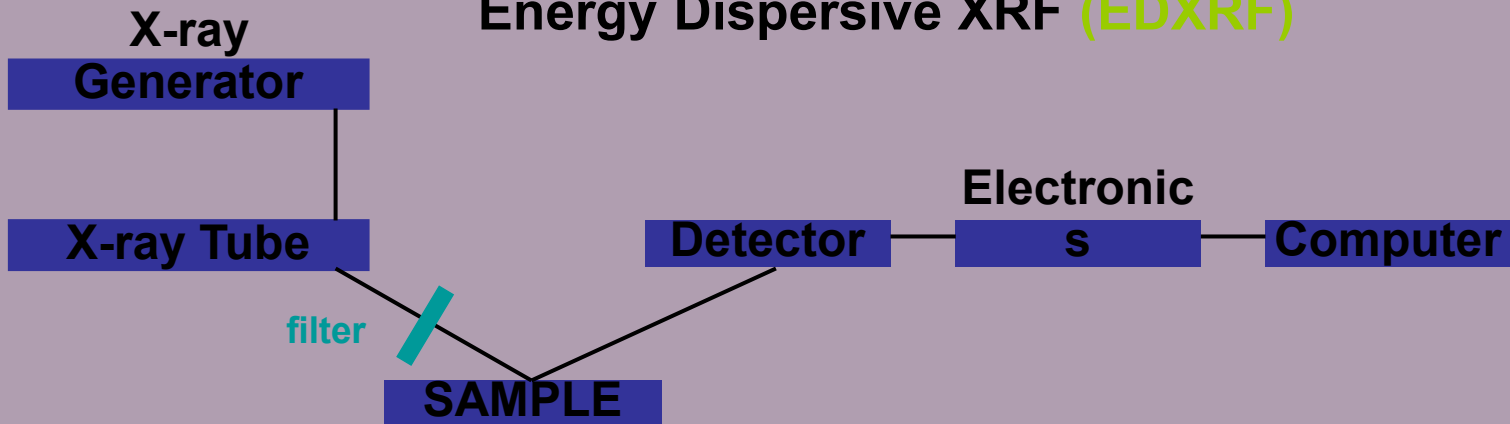 Energy Dispersive XRF (EDXRF)
X-ray
Generator
X-ray Tube
filter
SAMPLE
Detector
Electronic
s
Computer